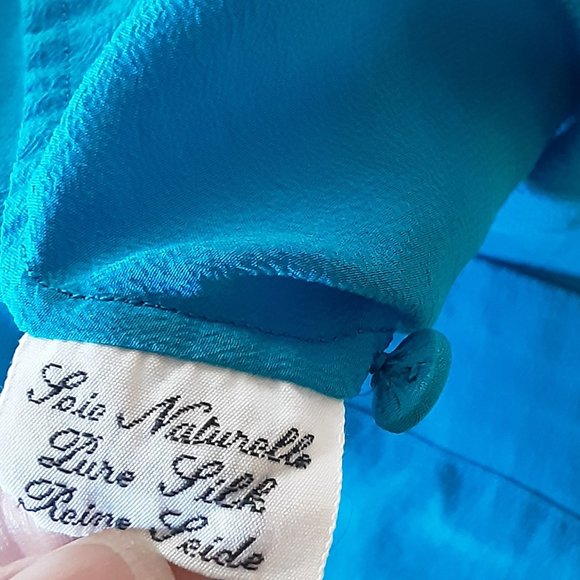 Soie Naturelle
Pure Silk
Reine Seide